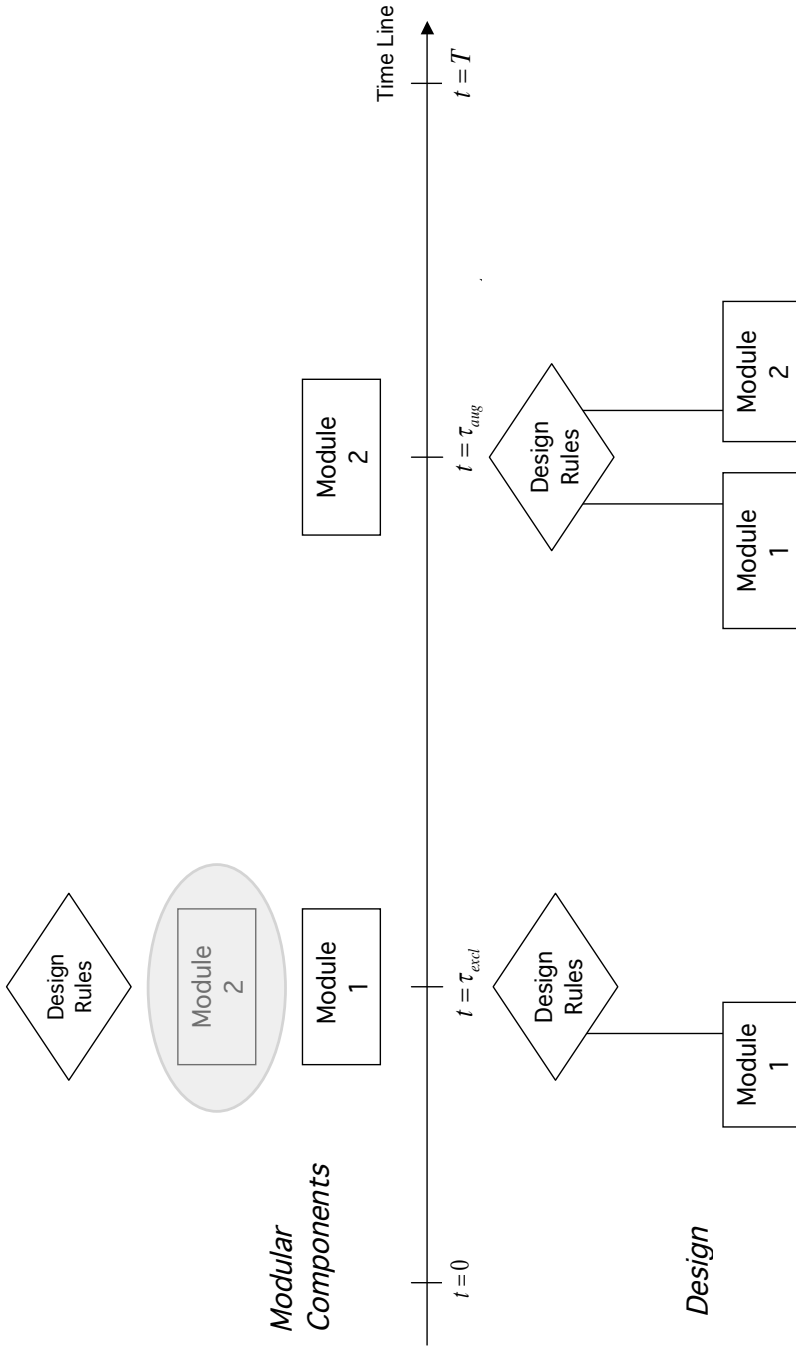 Modular
Components
Design
Rules
Module
2
Module
1
Module
2
Time Line
t = 0
t = τ_excl
t = τ_aug
t = T
Design
Design
Rules
Module
1
Design
Rules
Module
1
Module
2